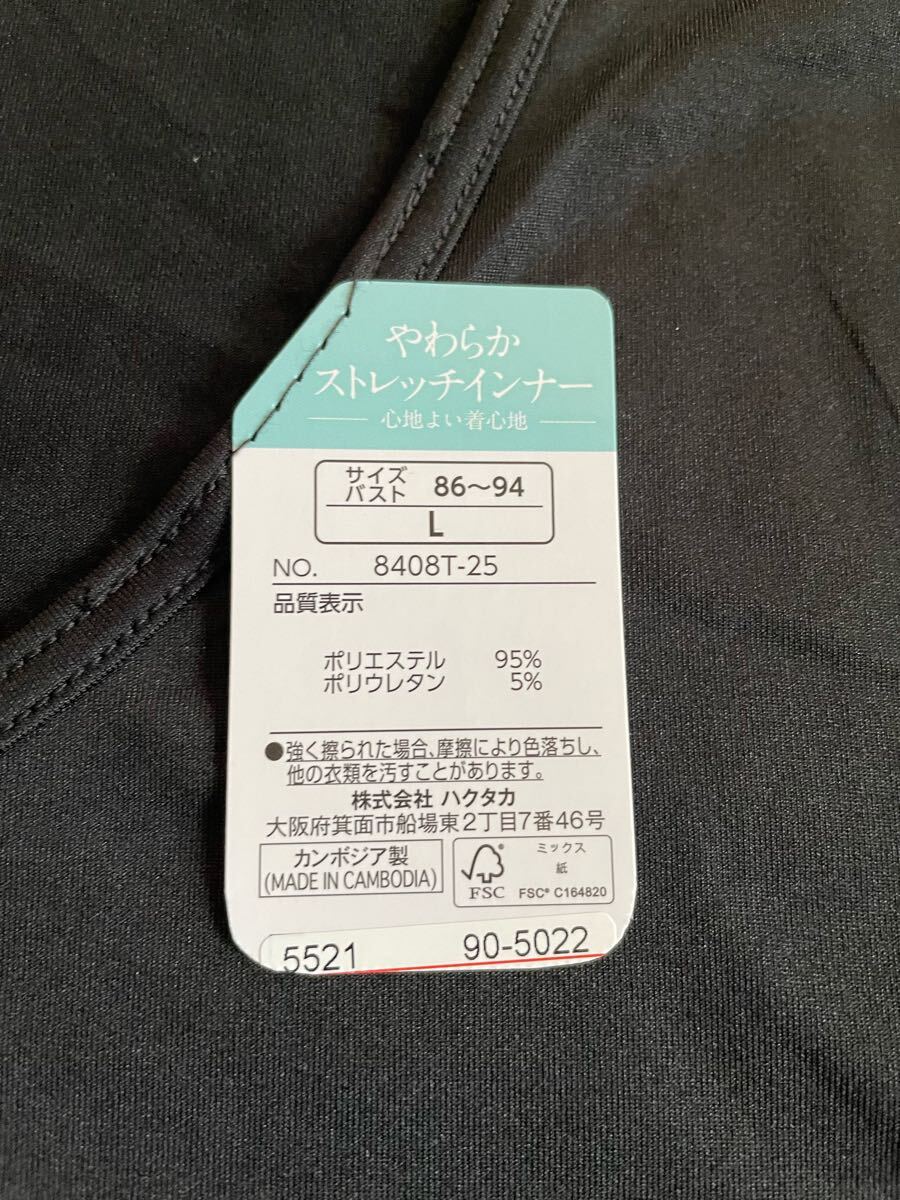 やわらか
ストレッチインナー
心地よい着心地
サイズ
バスト 86〜94
L
NO. 8408T-25
品質表示
ポリエステル 95%
ポリウレタン 5%
●強く擦られた場合、摩擦により色落ちし、
他の衣類を汚すことがあります。
株式会社 ハクタカ
大阪府箕面市船場東2丁目7番46号
カンボジア製
(MADE IN CAMBODIA)
FSC
ミックス
紙
FSC® C164820
5521 90-5022